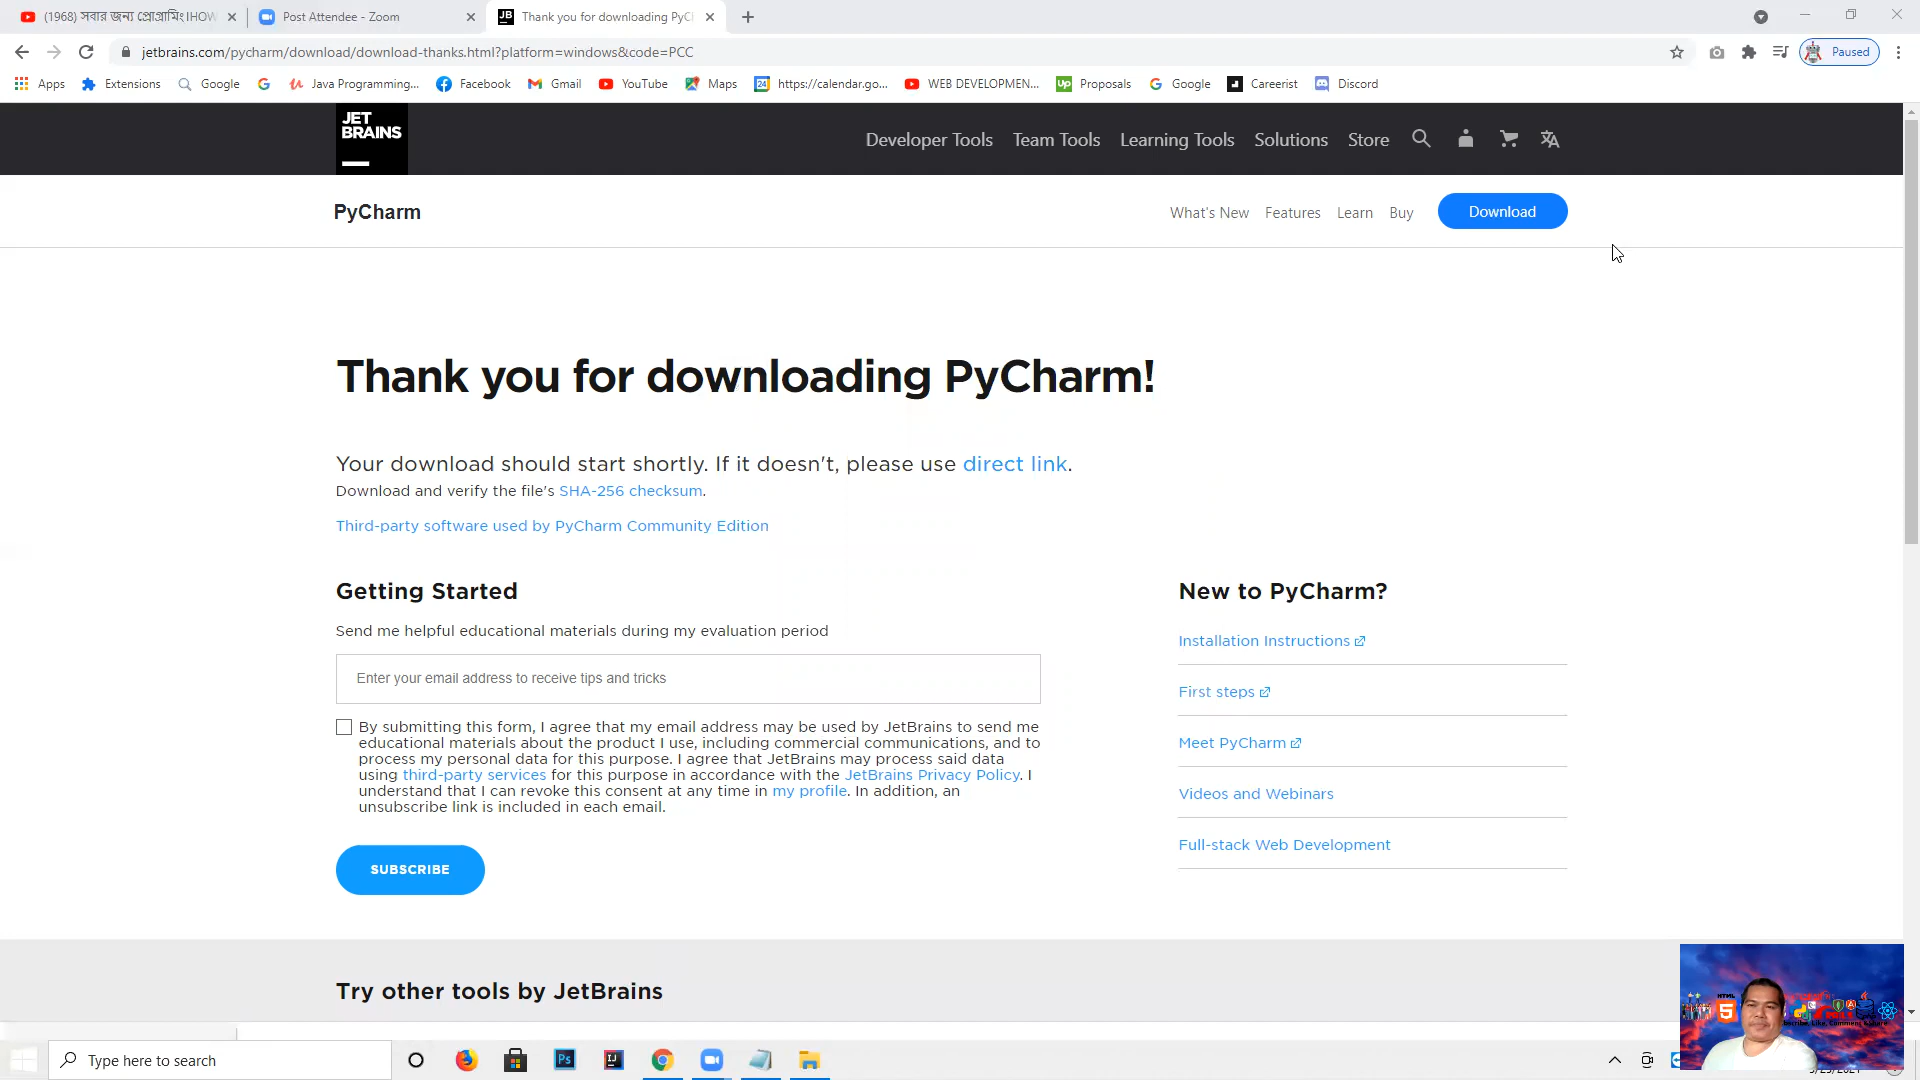 (1968) সবার জন্য প্রোগ্রামিং IHOW
Post Attendee - Zoom
Thank you for downloading PyC
jetbrains.com/pycharm/download/download-thanks.html?platform=windows&code=PCC
Paused
Apps
Extensions
Google
Java Programming...
Facebook
Gmail
YouTube
Maps
https://calendar.go...
WEB DEVELOPMEN...
Proposals
Google
Careerist
Discord
JET
BRAINS
Developer Tools
Team Tools
Learning Tools
Solutions
Store
PyCharm
What's New
Features
Learn
Buy
Download
Thank you for downloading PyCharm!
Your download should start shortly. If it doesn't, please use direct link.
Download and verify the file's SHA-256 checksum.
Third-party software used by PyCharm Community Edition
Getting Started
Send me helpful educational materials during my evaluation period
Enter your email address to receive tips and tricks
By submitting this form, I agree that my email address may be used by JetBrains to send me
educational materials about the product I use, including commercial communications, and to
process my personal data for this purpose. I agree that JetBrains may process said data
using third-party services for this purpose in accordance with the JetBrains Privacy Policy. I
understand that I can revoke this consent at any time in my profile. In addition, an
unsubscribe link is included in each email.
SUBSCRIBE
New to PyCharm?
Installation Instructions
First steps
Meet PyCharm
Videos and Webinars
Full-stack Web Development
Try other tools by JetBrains
Type here to search